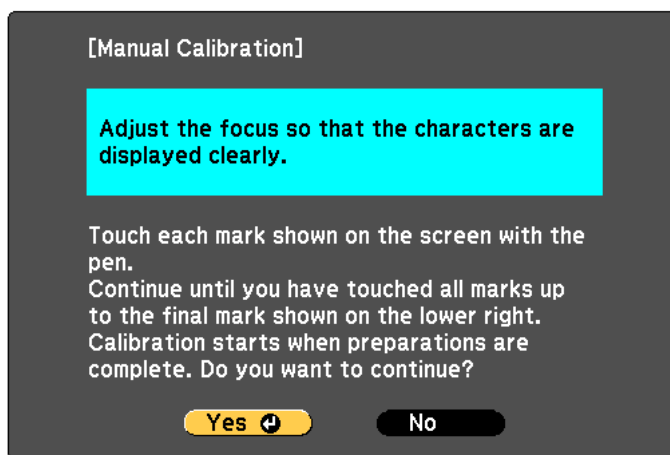 [Manual Calibration]
Adjust the focus so that the characters are
displayed clearly.
Touch each mark shown on the screen with the
pen.
Continue until you have touched all marks up
to the final mark shown on the lower right.
Calibration starts when preparations are
complete. Do you want to continue?
Yes No